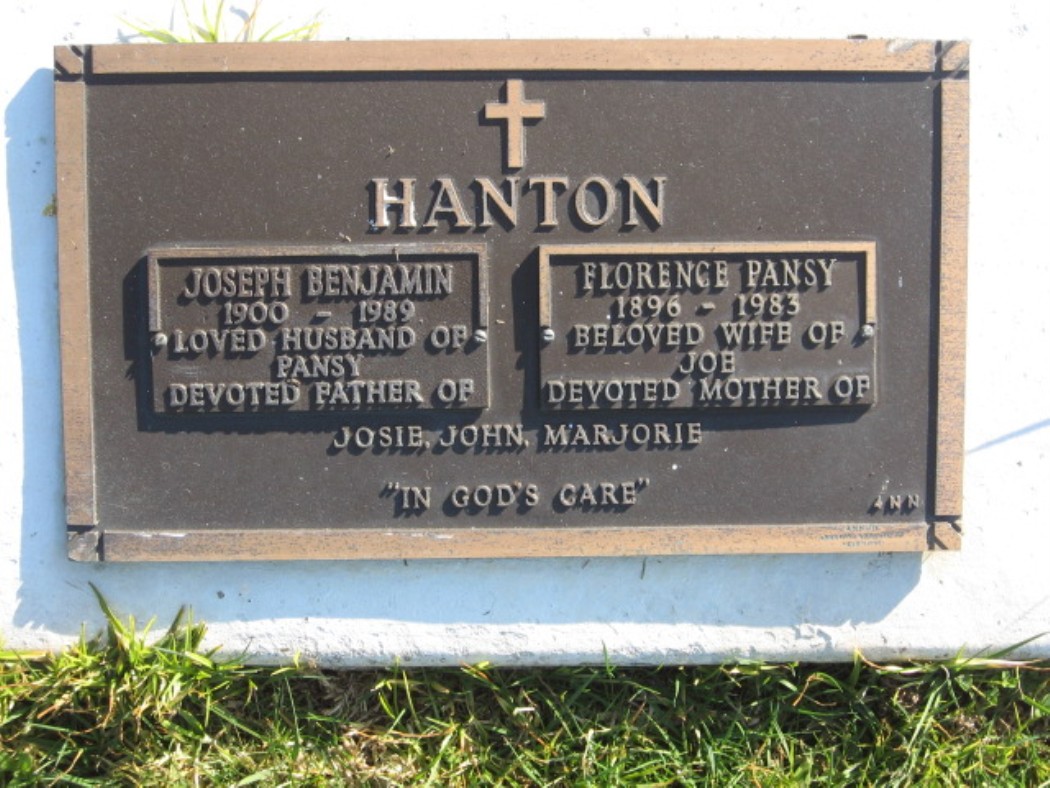 HANTON
JOSEPH BENJAMIN
1900 - 1989
LOVED HUSBAND OF
PANSY
DEVOTED FATHER OF
FLORENCE PANSY
1896 - 1983
BELOVED WIFE OF
JOE
DEVOTED MOTHER OF
JOSIE, JOHN, MARJORIE
"IN GOD'S CARE"
ANN